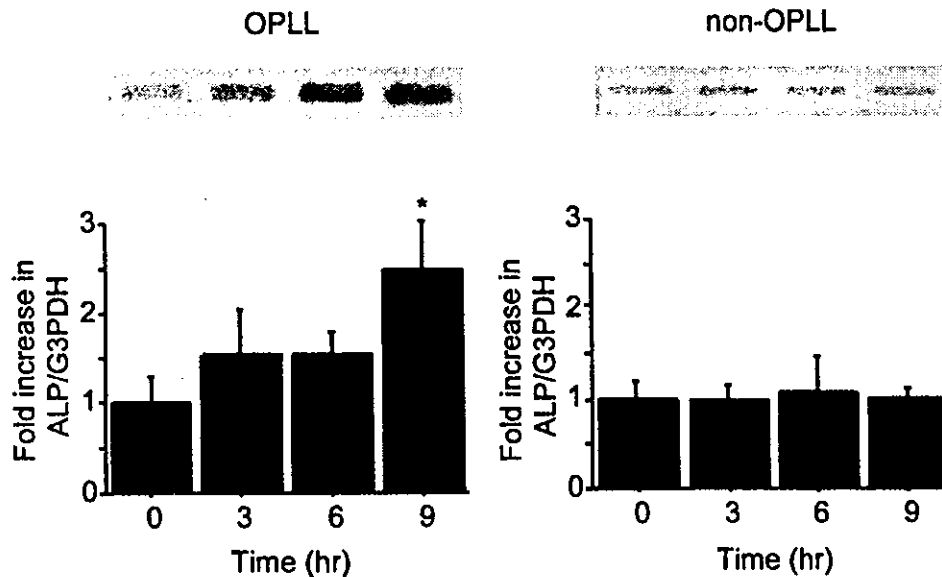 OPLL
non-OPLL
*
Fold increase in
ALP/G3PDH
3
2
1
0
0 3 6 9
Time (hr)
Fold increase in
ALP/G3PDH
3
2
1
0
0 3 6 9
Time (hr)